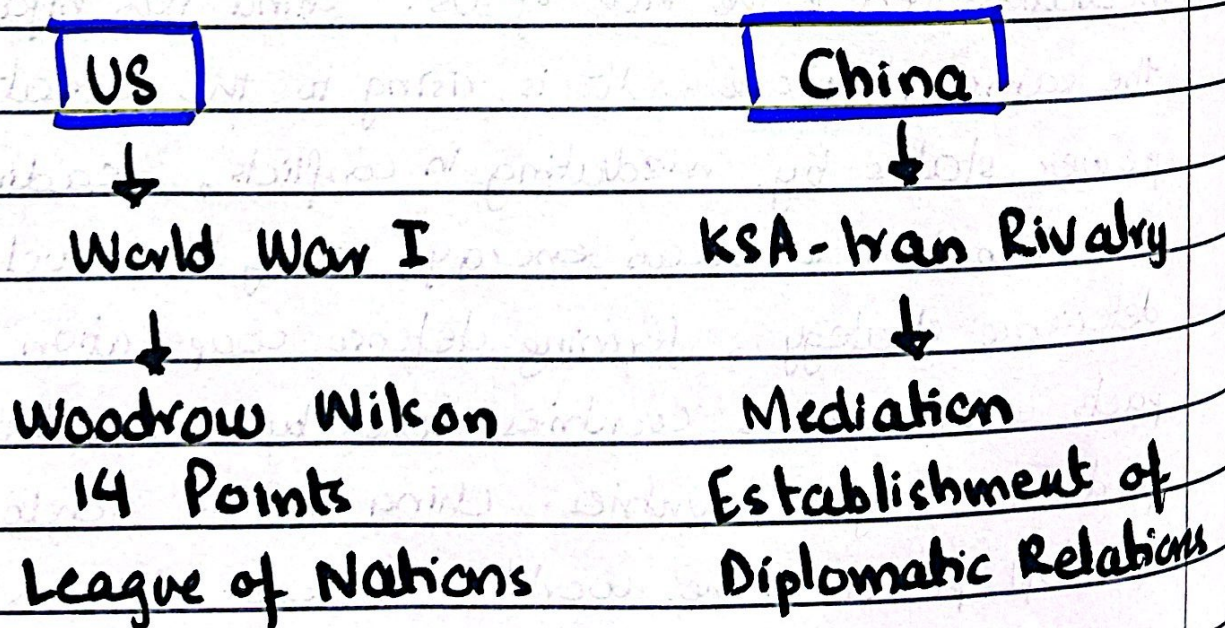 US
China
World War I
KSA-Iran Rivalry
Woodrow Wilson
Mediation
14 Points
Establishment of
League of Nations
Diplomatic Relations